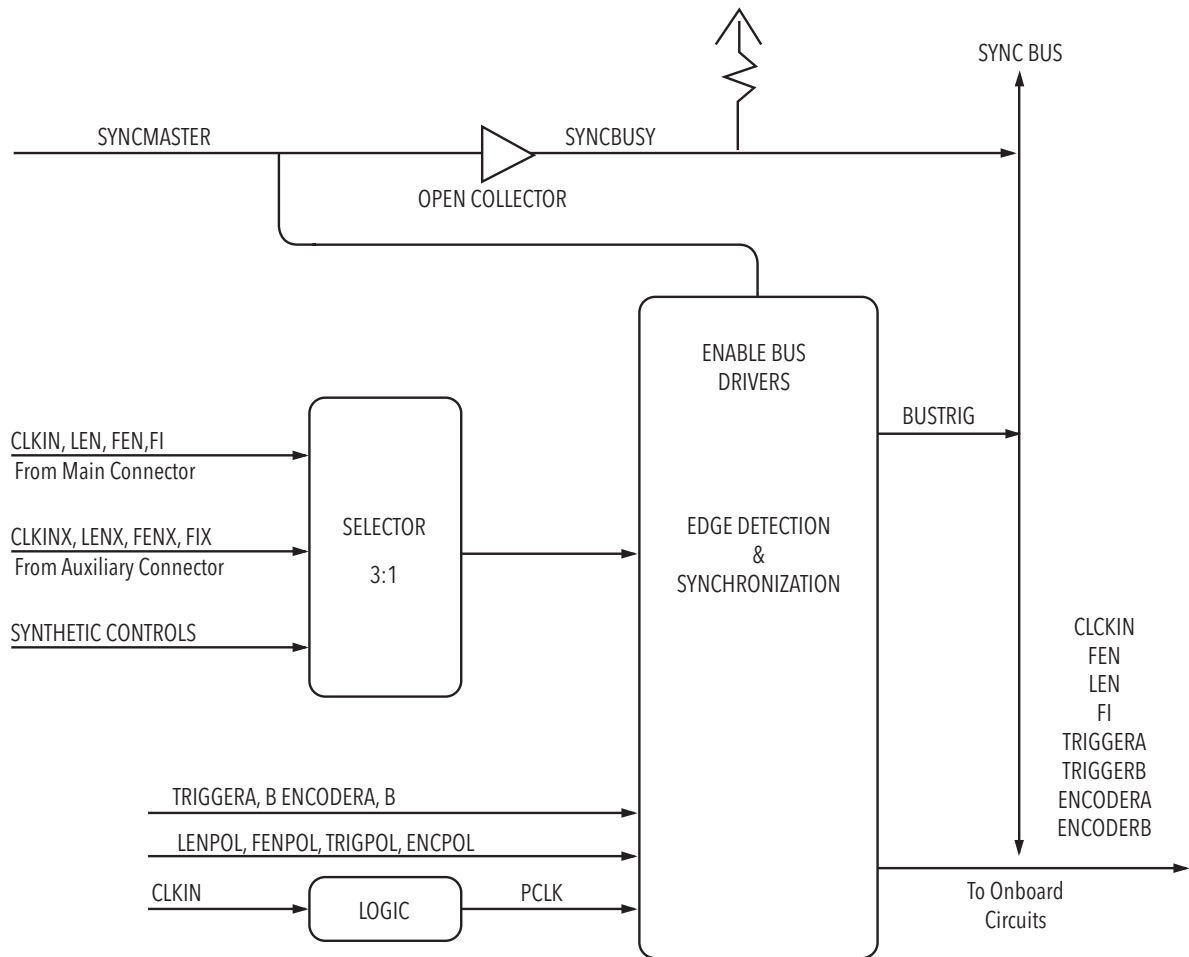 SYNC BUS
SYNCMASTER
SYNCBUSY
OPEN COLLECTOR
ENABLE BUS
DRIVERS
BUSTRIG
CLKIN, LEN, FEN,FI
From Main Connector
SELECTOR
3:1
CLKINX, LENX, FENX, FIX
From Auxiliary Connector
EDGE DETECTION
&
SYNCHRONIZATION
SYNTHETIC CONTROLS
CLCKIN
FEN
LEN
FI
TRIGGERA
TRIGGERB
ENCODERA
ENCODERB
TRIGGERA, B ENCODERA, B
LENPOL, FENPOL, TRIGPOL, ENCPOL
CLKIN
LOGIC
PCLK
To Onboard
Circuits